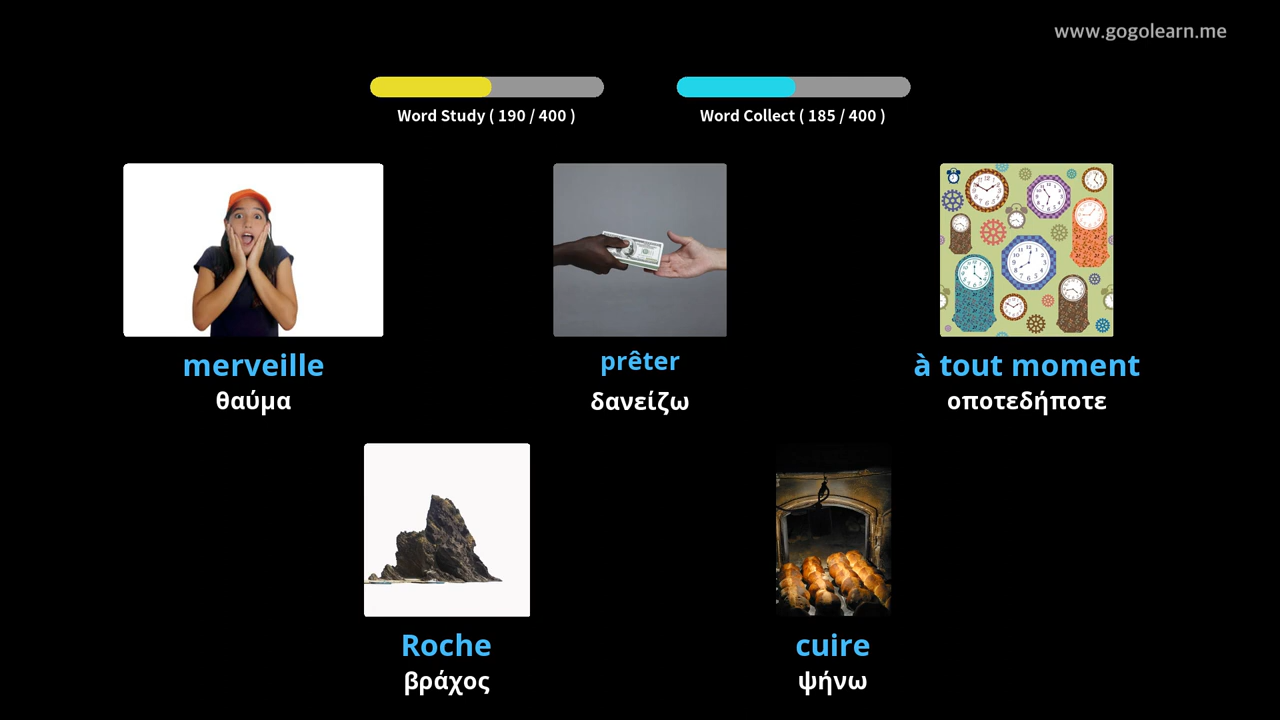 www.gogolearn.me
Word Study ( 190 / 400 )
Word Collect ( 185 / 400 )
merveille
θαύμα
prêter
δανείζω
à tout moment
οποτεδήποτε
Roche
βράχος
cuire
ψήνω